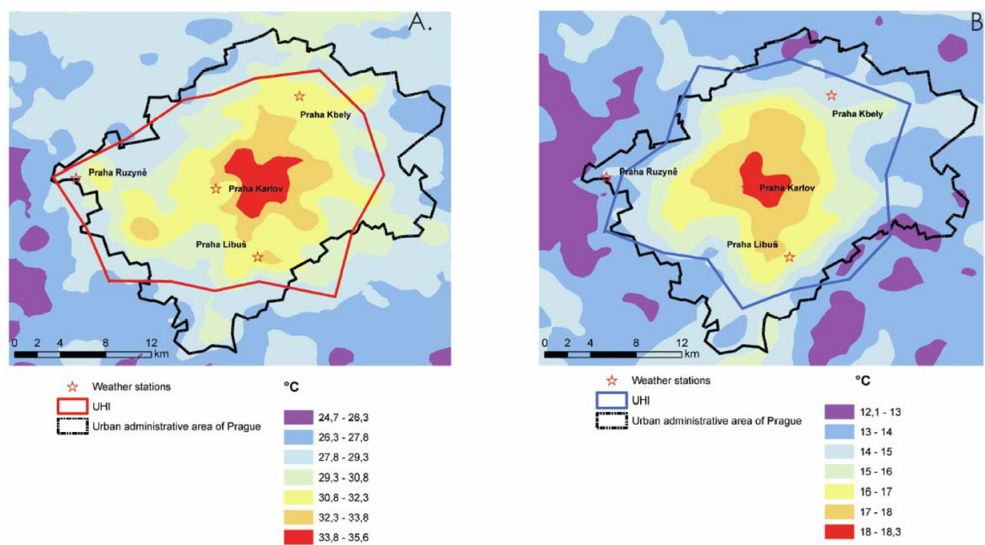 A.
Praha Kbely
Praha Ruzyně
Praha Karlov
Praha Libuš
0 2 4 8 12
km
Weather stations
UHI
Urban administrative area of Prague
°C
24,7 - 26,3
26,3 - 27,8
27,8 - 29,3
29,3 - 30,8
30,8 - 32,3
32,3 - 33,8
33,8 - 35,6
B
Praha Kbely
Praha Ruzyně
Praha Karlov
Praha Libuš
0 2 4 8 12
km
Weather stations
UHI
Urban administrative area of Prague
°C
12,1 - 13
13 - 14
14 - 15
15 - 16
16 - 17
17 - 18
18 - 18,3